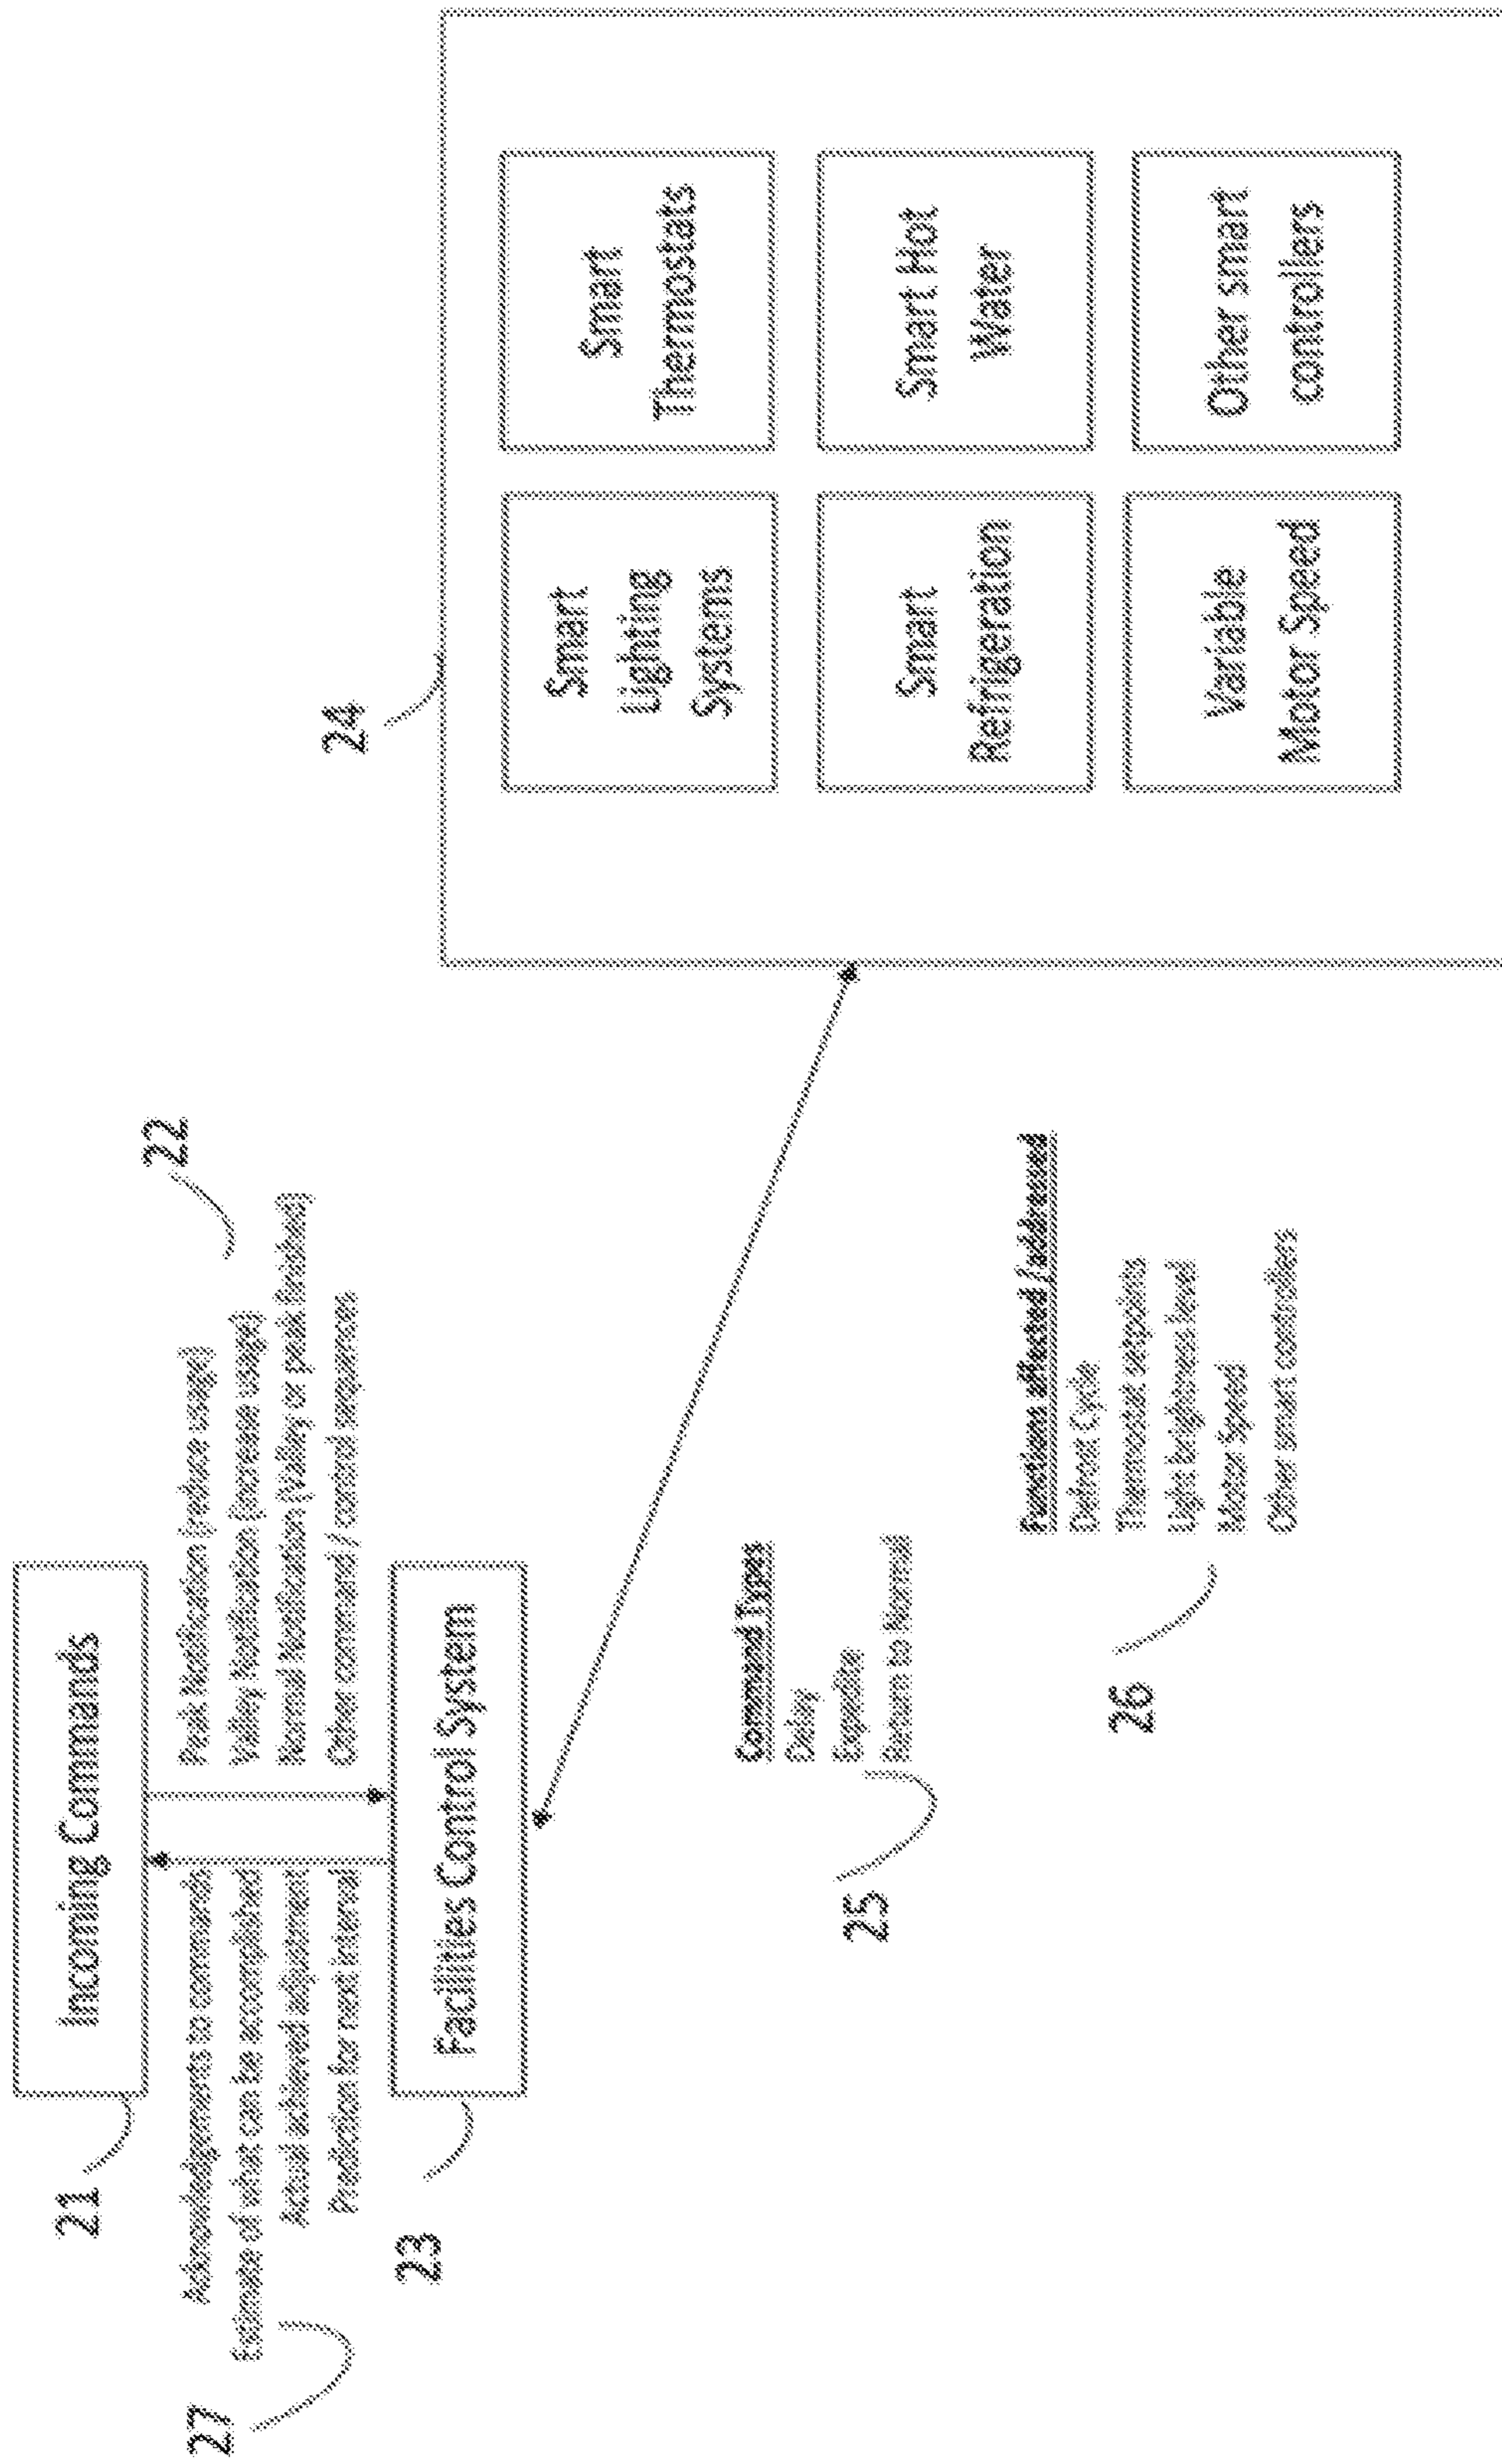 21
Incoming Commands
27
Acknowledgments to commands
Estimate of what can be accomplished
Actual achieved adjustment
Prediction for next interval
22
Peak Notification (reduce usage)
Valley Notification (increase usage)
Normal Notification (Valley or peak finished)
Other command / control sequences
23
Facilities Control System
24
Smart
Lighting
Systems
Smart
Thermostats
Smart
Refrigeration
Smart Hot
Water
Variable
Motor Speed
Other smart
controllers
25
Command Types
Delay
Expedite
Return to Normal
26
Function affected / addressed
Defrost Cycle
Thermostat setpoints
Light brightness level
Motor Speed
Other smart controllers